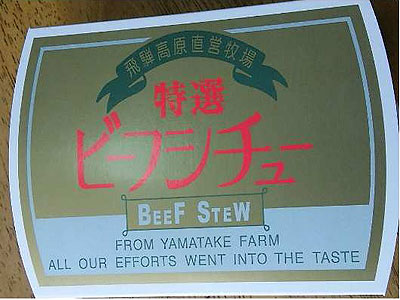 飛騨高原直営牧場
特選
ビーフシチュー
BEEF STEW
FROM YAMATAKE FARM
ALL OUR EFFORTS WENT INTO THE TASTE